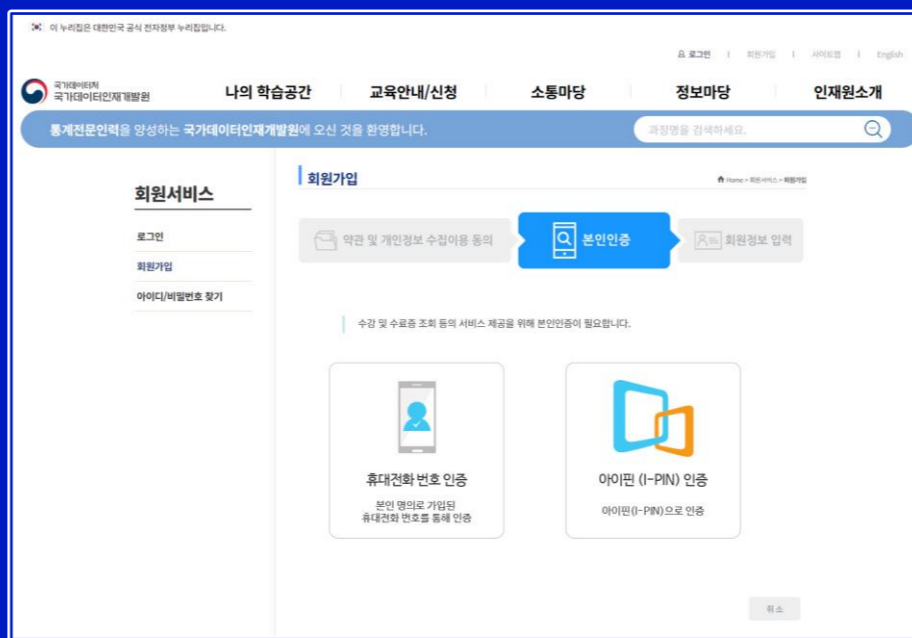 이 누리집은 대한민국 공식 전자정부 누리집입니다.
로그인 | 회원가입 | 사이트맵 | English
국가데이터처
국가데이터인재개발원
나의 학습공간 교육안내/신청 소통마당 정보마당 인재원소개
통계전문인력을 양성하는 국가데이터인재개발원에 오신 것을 환영합니다.
과정명을 검색하세요.
회원서비스
로그인
회원가입
아이디/비밀번호 찾기
회원가입
Home > 회원서비스 > 회원가입
약관 및 개인정보 수집이용 동의
본인인증
회원정보 입력
수강 및 수료증 조회 등의 서비스 제공을 위해 본인인증이 필요합니다.
휴대전화 번호 인증
본인 명의로 가입된
휴대전화 번호를 통해 인증
아이핀 (I-PIN) 인증
아이핀(I-PIN)으로 인증
취소